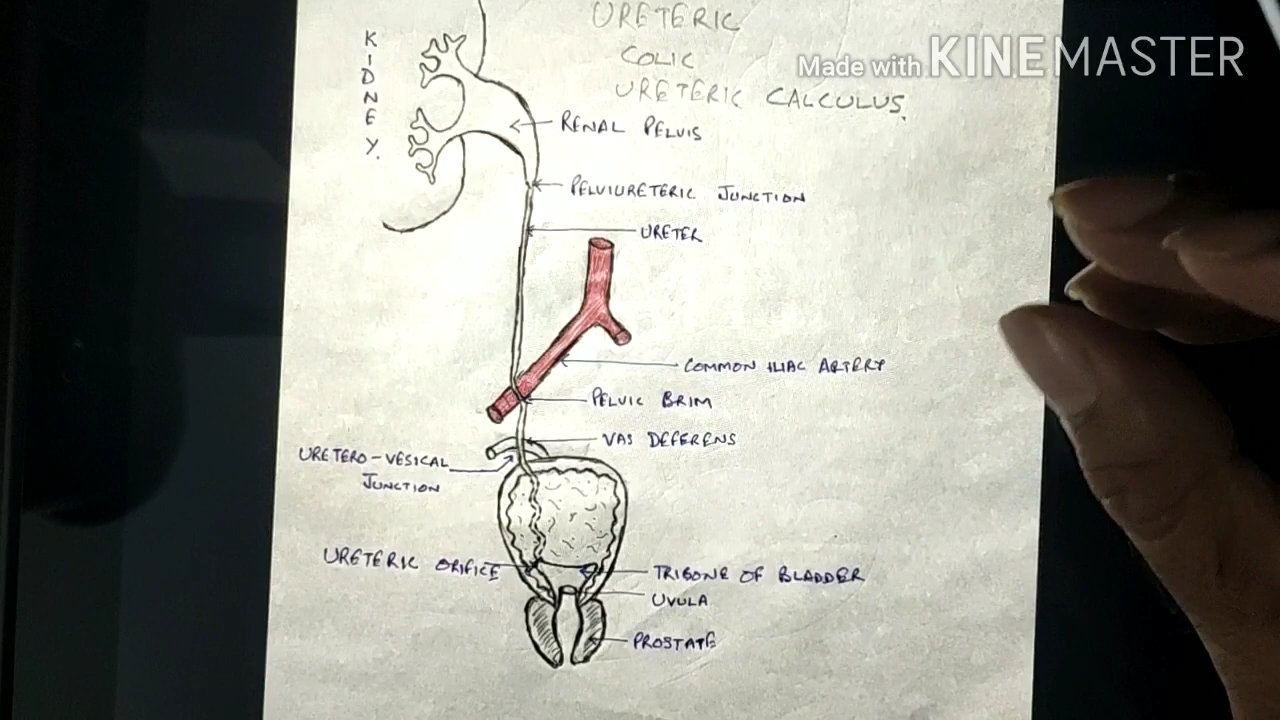 URETERIC
COLIC
URETERIC CALCULUS.
Made with KINEMASTER
KIDNEY.
RENAL PELVIS
PELVIURETERIC JUNCTION
URETER
COMMON ILIAC ARTERY
PELVIC BRIM
VAS DEFERENS
URETERO-VESICAL
JUNCTION
URETERIC ORIFICE
TRIGONE OF BLADDER
UVULA
PROSTATE